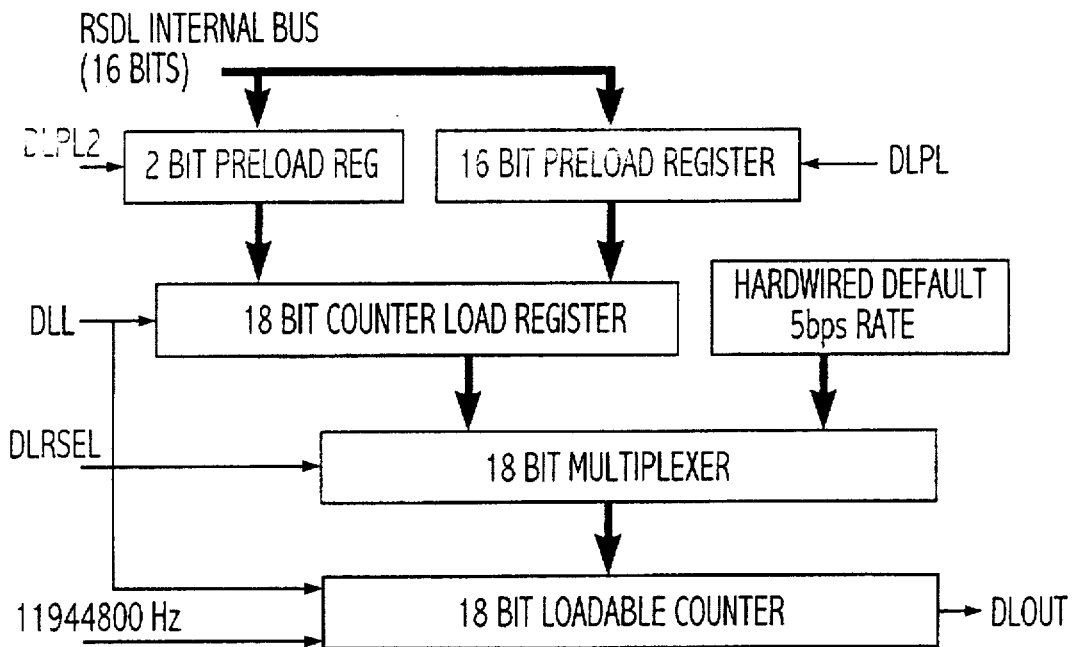 RSDL INTERNAL BUS
(16 BITS)
DLPL2
2 BIT PRELOAD REG
16 BIT PRELOAD REGISTER
DLPL
DLL
18 BIT COUNTER LOAD REGISTER
HARDWIRED DEFAULT
5bps RATE
DLRSEL
18 BIT MULTIPLEXER
11944800 Hz
18 BIT LOADABLE COUNTER
DLOUT